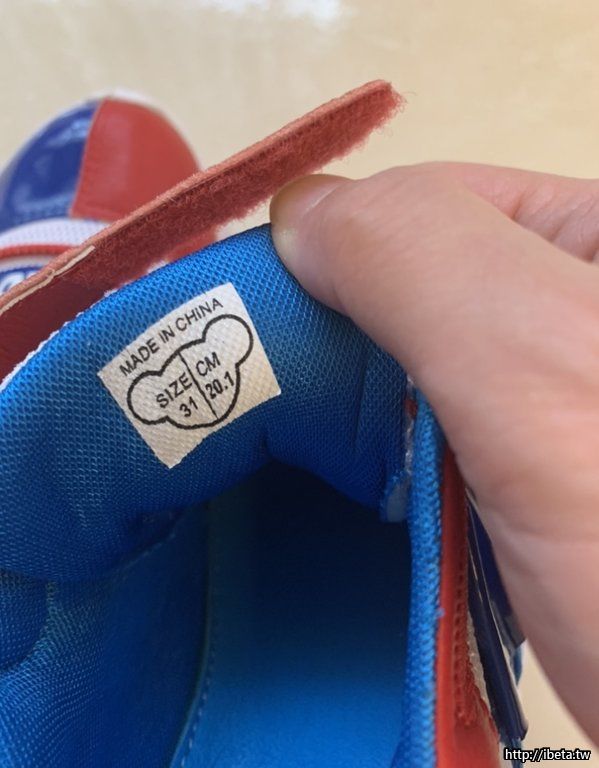 MADE IN CHINA
SIZE CM
31 20.1
http://ibeta.tw